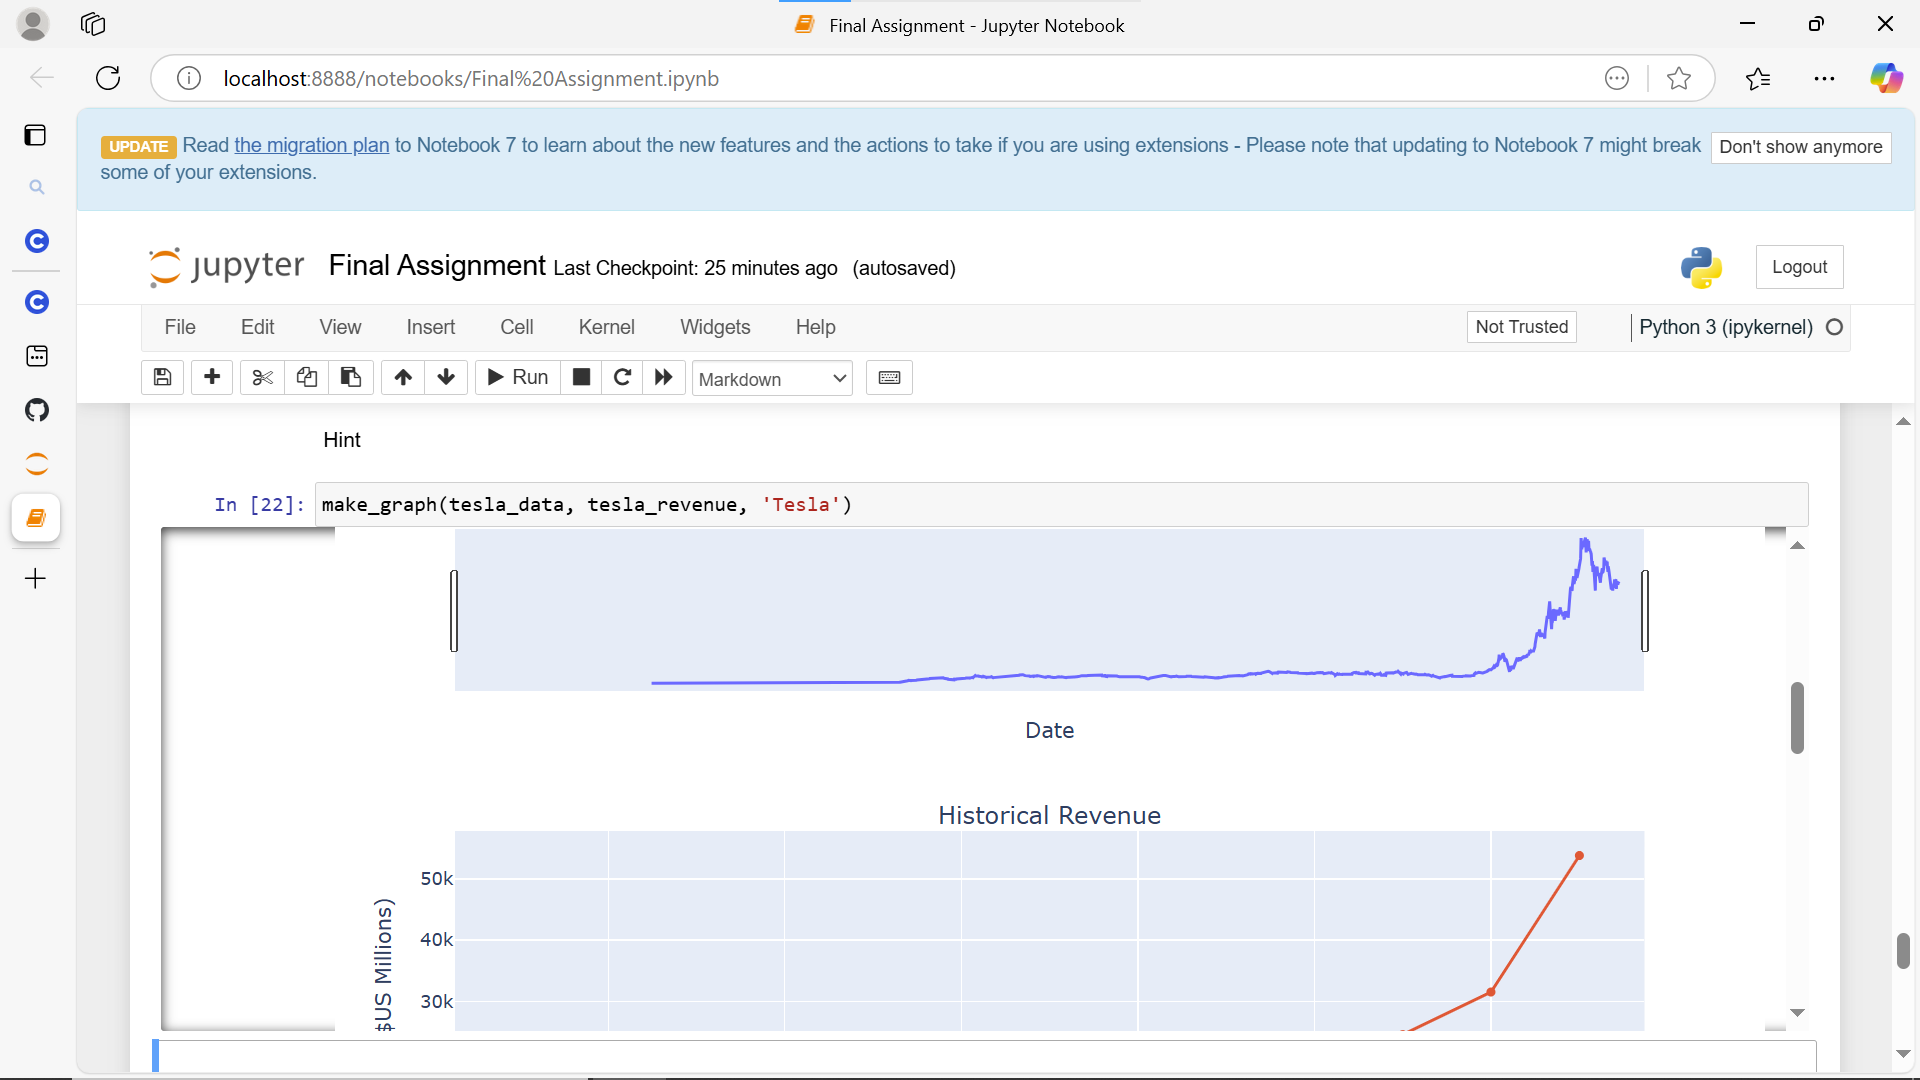 Final Assignment - Jupyter Notebook
localhost:8888/notebooks/Final%20Assignment.ipynb
UPDATE Read the migration plan to Notebook 7 to learn about the new features and the actions to take if you are using extensions - Please note that updating to Notebook 7 might break some of your extensions.
Don't show anymore
jupyter Final Assignment Last Checkpoint: 25 minutes ago (autosaved)
Logout
File Edit View Insert Cell Kernel Widgets Help
Not Trusted
Python 3 (ipykernel)
Run
Markdown
Hint
In [22]: make_graph(tesla_data, tesla_revenue, 'Tesla')
Date
Historical Revenue
50k
40k
30k
$US Millions)